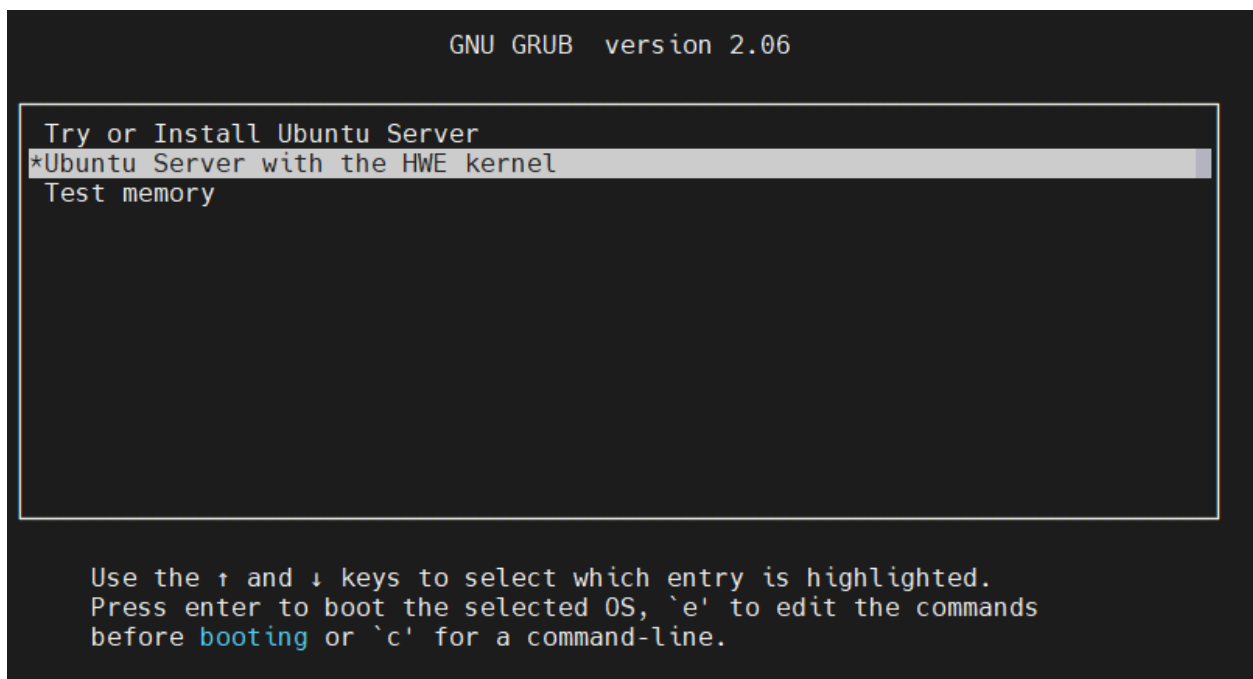 GNU GRUB  version 2.06
Try or Install Ubuntu Server
*Ubuntu Server with the HWE kernel
Test memory
Use the ↑ and ↓ keys to select which entry is highlighted.
Press enter to boot the selected OS, `e' to edit the commands
before booting or `c' for a command-line.